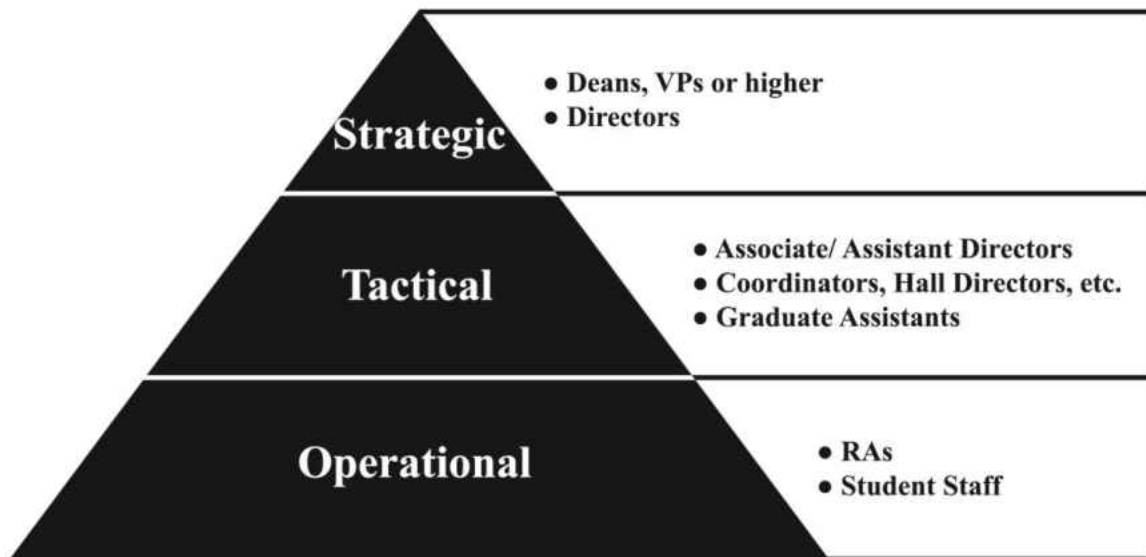 Strategic
● Deans, VPs or higher
● Directors
Tactical
● Associate/ Assistant Directors
● Coordinators, Hall Directors, etc.
● Graduate Assistants
Operational
● RAs
● Student Staff